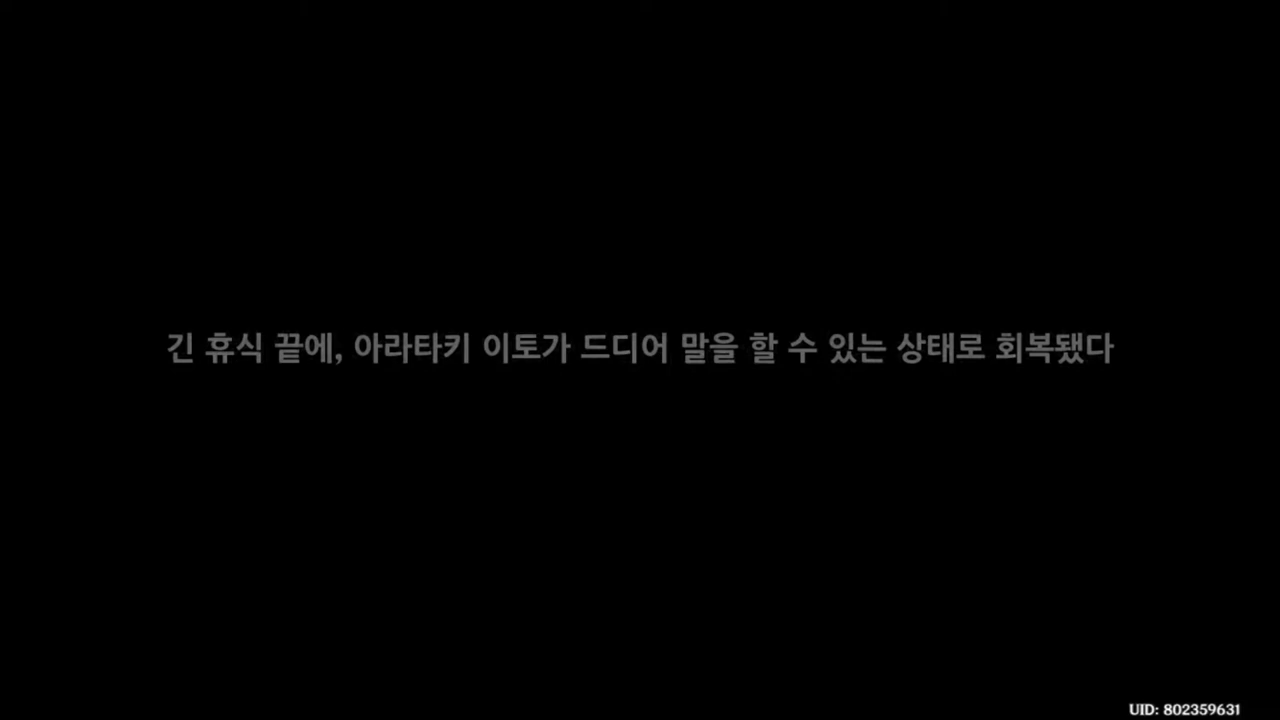 긴 휴식 끝에, 아라타키 이토가 드디어 말을 할 수 있는 상태로 회복됐다
UID: 802359631